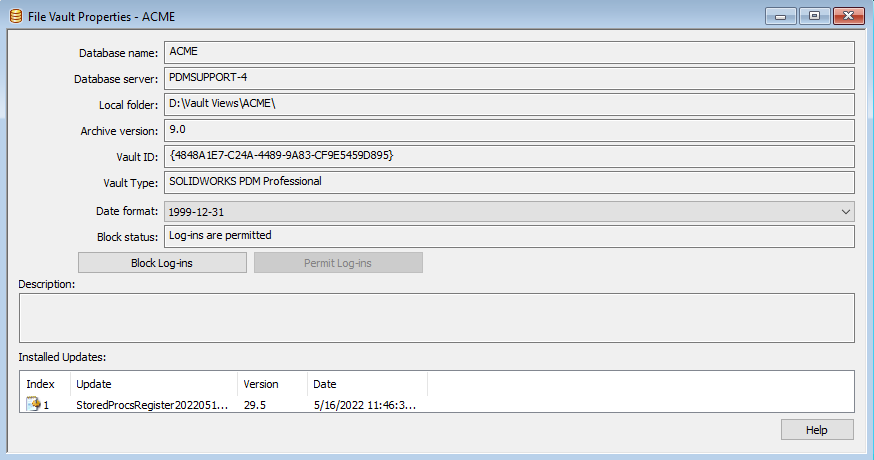 File Vault Properties - ACME
Database name: ACME
Database server: PDMSUPPORT-4
Local folder: D:\Vault Views\ACME\
Archive version: 9.0
Vault ID: {4848A1E7-C24A-4489-9A83-CF9E5459D895}
Vault Type: SOLIDWORKS PDM Professional
Date format: 1999-12-31
Block status: Log-ins are permitted
Block Log-ins Permit Log-ins
Description:
Installed Updates:
Index Update Version Date
1 StoredProcsRegister2022051... 29.5 5/16/2022 11:46:3...
Help